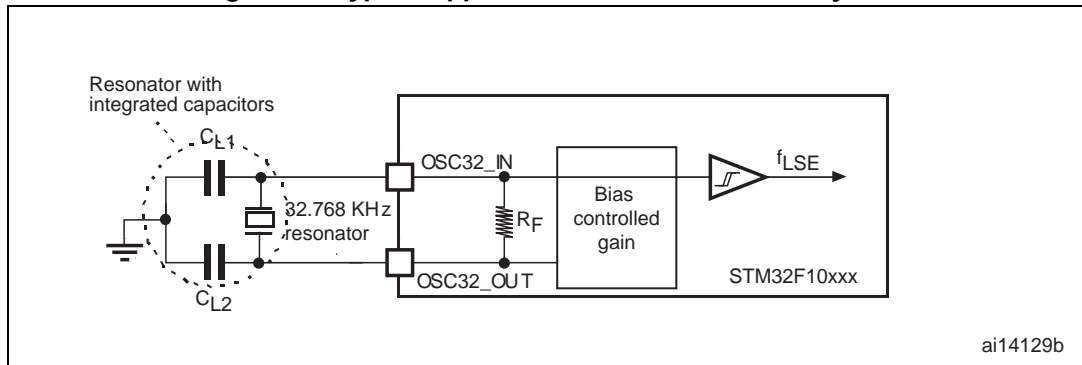 Resonator with
integrated capacitors
CL1
OSC32_IN
fLSE
32.768 KHz
resonator
RF
Bias
controlled
gain
OSC32_OUT
STM32F10xxx
CL2
ai14129b